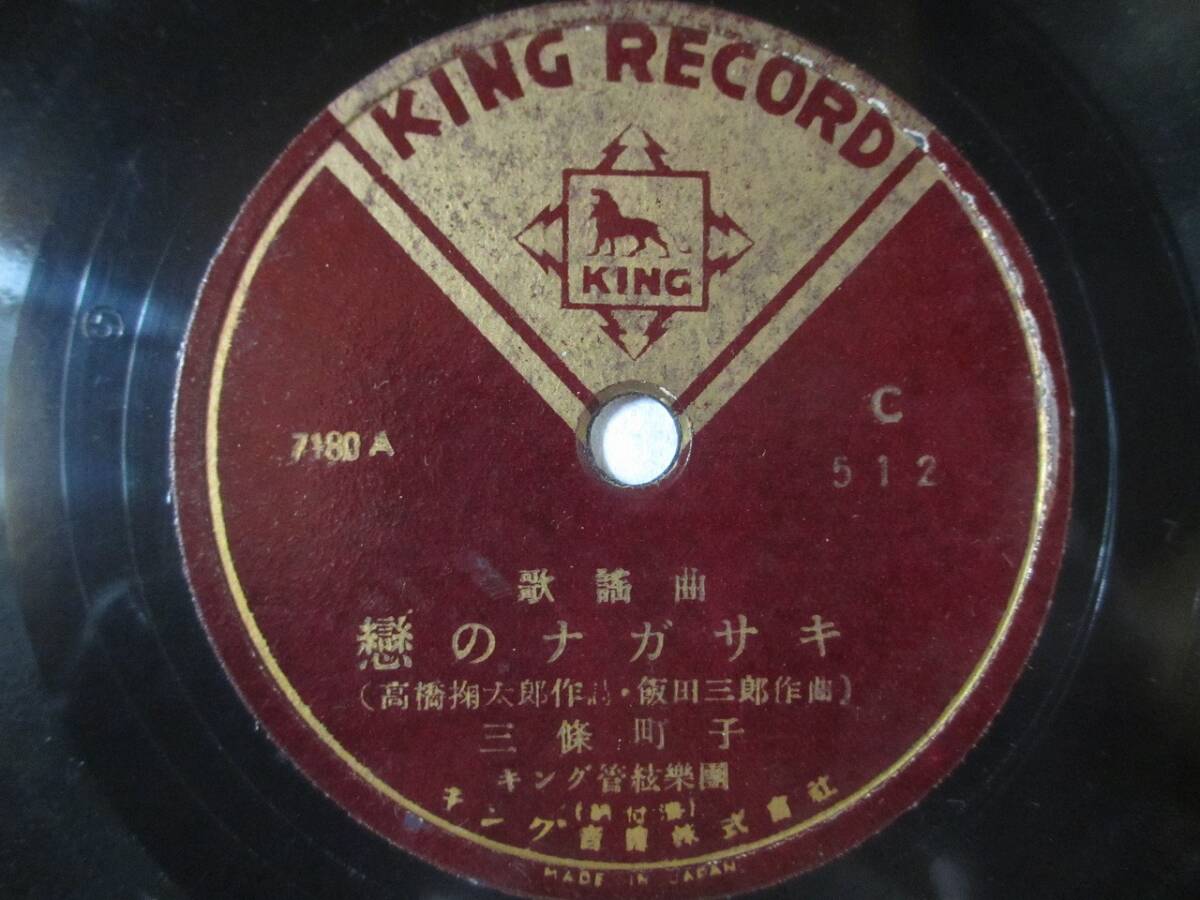 KING RECORD
KING
7180 A
C
512
歌謡曲
戀のナガサキ
(高橋掬太郎作詩・飯田三郎作曲)
三條町子
キング管絃樂團
キング音響株式會社
MADE IN JAPAN